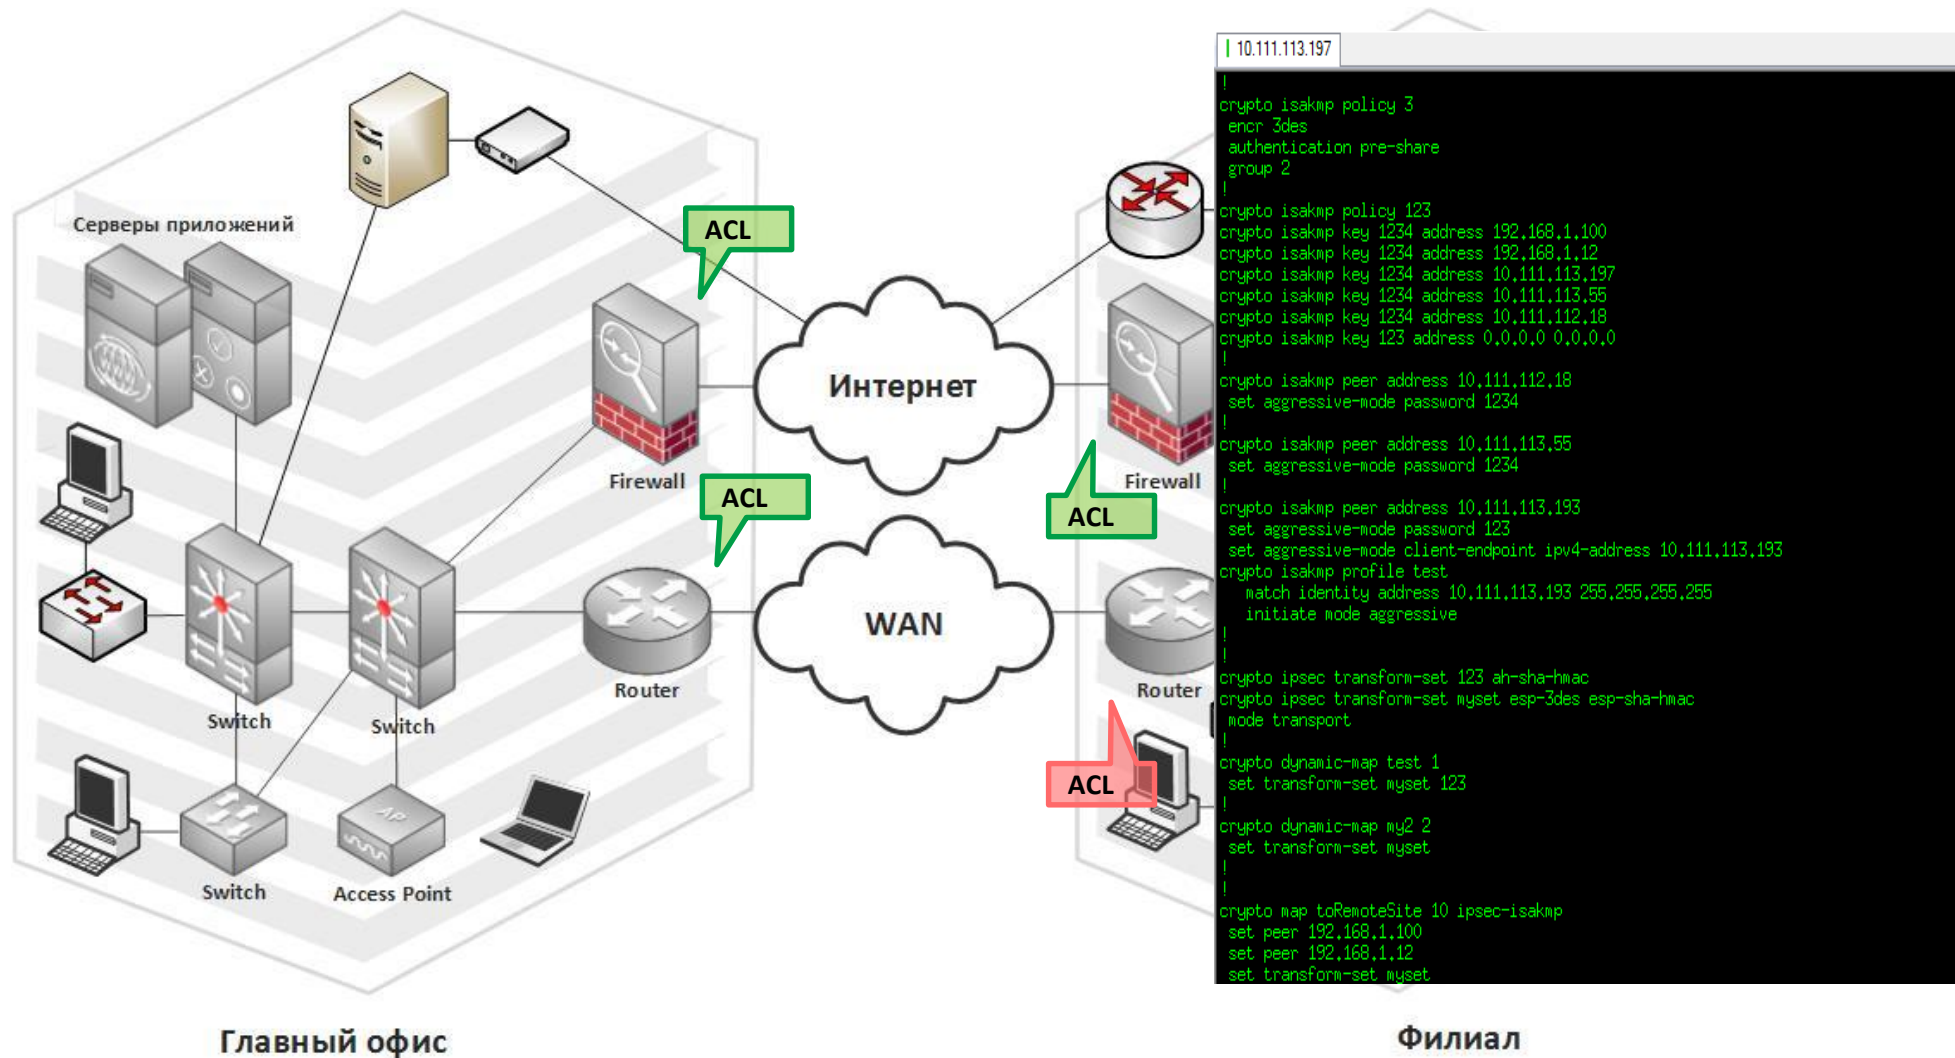 Серверы приложений
ACL
Firewall
ACL
Switch
Switch
Router
Switch
Access Point
Интернет
WAN
Firewall
ACL
Router
ACL
Главный офис
Филиал
10.111.113.197
!
crypto isakmp policy 3
encr 3des
authentication pre-share
group 2
!
crypto isakmp policy 123
crypto isakmp key 1234 address 192.168.1.100
crypto isakmp key 1234 address 192.168.1.12
crypto isakmp key 1234 address 10.111.113.197
crypto isakmp key 1234 address 10.111.113.55
crypto isakmp key 1234 address 10.111.112.18
crypto isakmp key 123 address 0.0.0.0 0.0.0.0
!
crypto isakmp peer address 10.111.112.18
set aggressive-mode password 1234
!
crypto isakmp peer address 10.111.113.55
set aggressive-mode password 1234
!
crypto isakmp peer address 10.111.113.193
set aggressive-mode password 123
set aggressive-mode client-endpoint ipv4-address 10.111.113.193
crypto isakmp profile test
match identity address 10.111.113.193 255.255.255.255
initiate mode aggressive
!
!
crypto ipsec transform-set 123 ah-sha-hmac
crypto ipsec transform-set myset esp-3des esp-sha-hmac
mode transport
!
crypto dynamic-map test 1
set transform-set myset 123
!
crypto dynamic-map my2 2
set transform-set myset
!
!
crypto map toRemoteSite 10 ipsec-isakmp
set peer 192.168.1.100
set peer 192.168.1.12
set transform-set myset